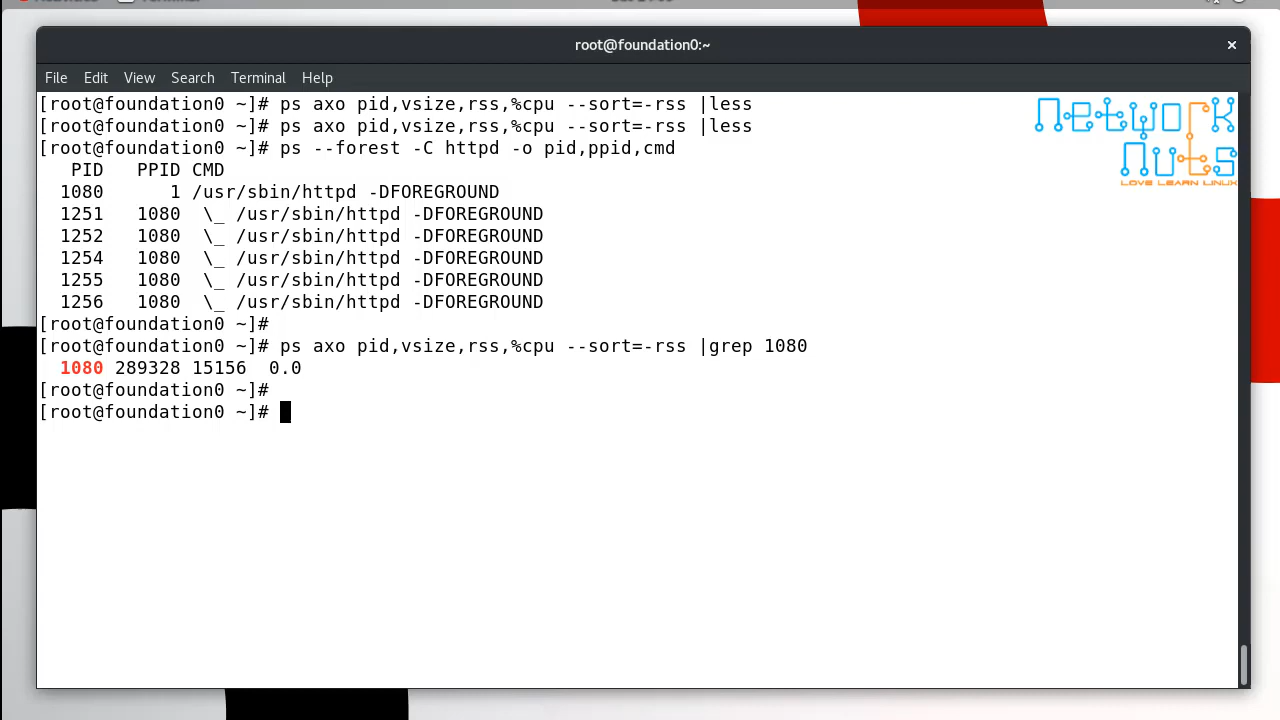 root@foundation0:~
File Edit View Search Terminal Help
[root@foundation0 ~]# ps axo pid,vsize,rss,%cpu --sort=-rss |less
[root@foundation0 ~]# ps axo pid,vsize,rss,%cpu --sort=-rss |less
[root@foundation0 ~]# ps --forest -C httpd -o pid,ppid,cmd
  PID  PPID CMD
 1080     1 /usr/sbin/httpd -DFOREGROUND
 1251  1080  \_ /usr/sbin/httpd -DFOREGROUND
 1252  1080  \_ /usr/sbin/httpd -DFOREGROUND
 1254  1080  \_ /usr/sbin/httpd -DFOREGROUND
 1255  1080  \_ /usr/sbin/httpd -DFOREGROUND
 1256  1080  \_ /usr/sbin/httpd -DFOREGROUND
[root@foundation0 ~]#
[root@foundation0 ~]# ps axo pid,vsize,rss,%cpu --sort=-rss |grep 1080
 1080 289328 15156  0.0
[root@foundation0 ~]#
[root@foundation0 ~]#
Network
Nuts
LOVE LEARN LINUX